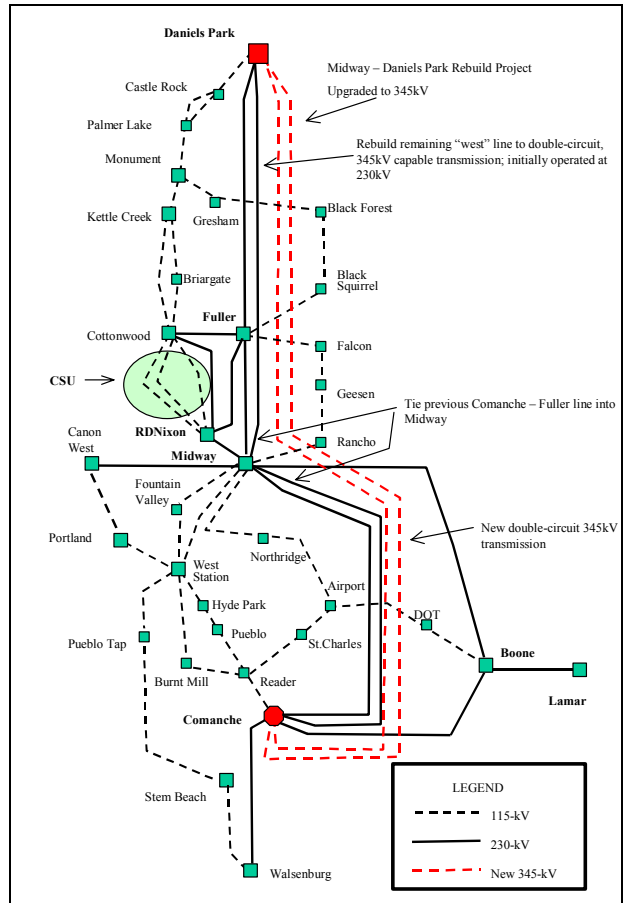 Daniels Park
Midway – Daniels Park Rebuild Project
Upgraded to 345kV
Castle Rock
Palmer Lake
Rebuild remaining “west” line to double-circuit,
345kV capable transmission; initially operated at
230kV
Monument
Kettle Creek
Gresham
Black Forest
Briargate
Black
Squirrel
Fuller
Cottonwood
Falcon
CSU
Geesen
Tie previous Comanche – Fuller line into
Midway
RDNixon
Rancho
Canon
West
Midway
Fountain
Valley
New double-circuit 345kV
transmission
Portland
Northridge
West
Station
Airport
Hyde Park
DOT
Pueblo Tap
Pueblo
St.Charles
Boone
Burnt Mill
Reader
Lamar
Comanche
Stem Beach
Walsenburg
LEGEND
115-kV
230-kV
New 345-kV